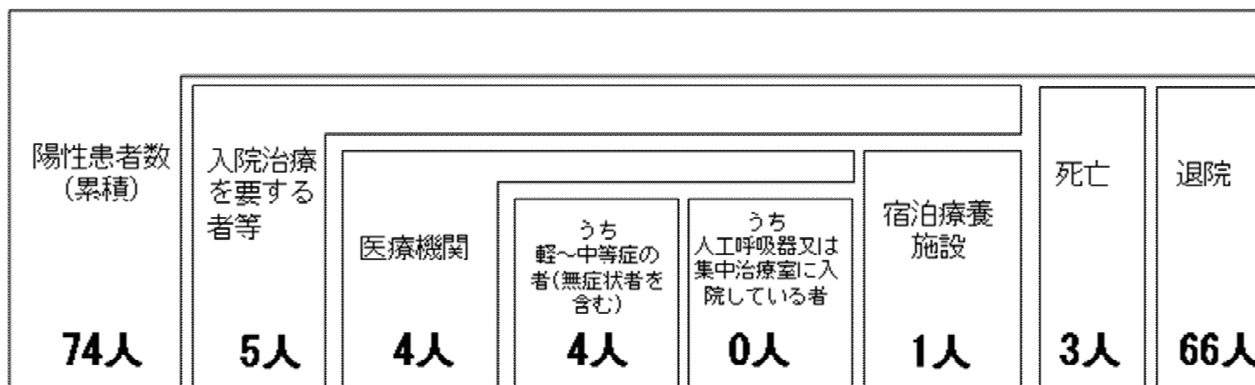 陽性患者数
(累積)
74人
入院治療
を要する
者等
5人
医療機関
4人
うち
軽～中等症の
者(無症状者を
含む)
4人
うち
人工呼吸器又は
集中治療室に入
院している者
0人
宿泊療養
施設
1人
死亡
3人
退院
66人